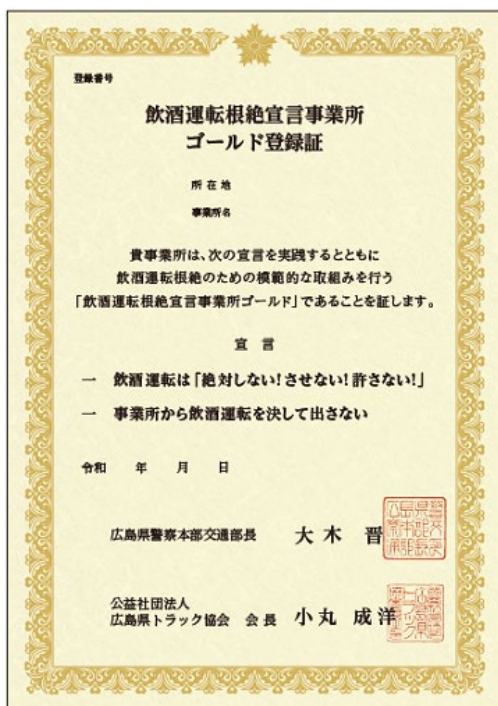 登録番号
飲酒運転根絶宣言事業所
ゴールド登録証
所在地
事業所名
貴事業所は、次の宣言を実践するとともに
飲酒運転根絶のための模範的な取組みを行う
「飲酒運転根絶宣言事業所ゴールド」であることを証します。
宣言
一 飲酒運転は「絶対しない!させない!許さない!」
一 事業所から飲酒運転を決して出さない
令和 年 月 日
広島県警察本部交通部長 大木 晋
公益社団法人
広島県トラック協会 会長 小丸 成洋